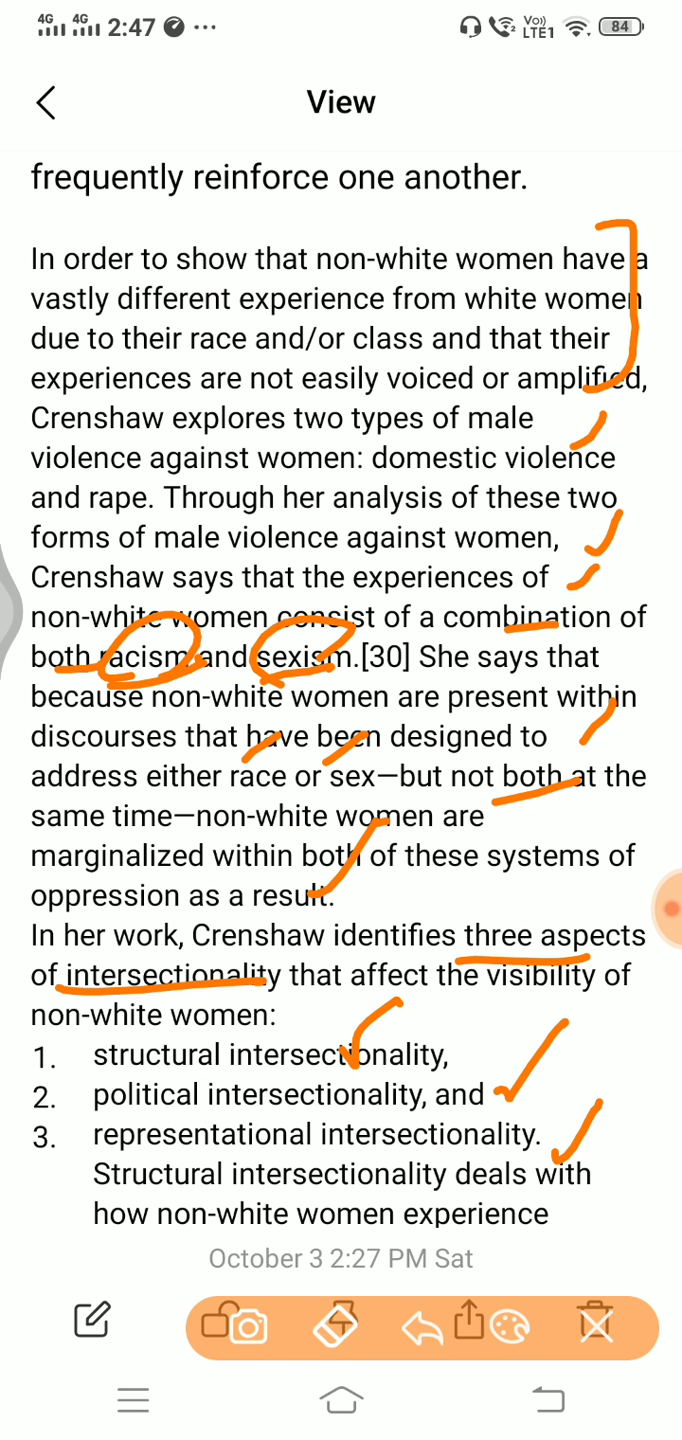 4G 4G 2:47 ... Vo)) LTE1 84
View
frequently reinforce one another.
In order to show that non-white women have a
vastly different experience from white women
due to their race and/or class and that their
experiences are not easily voiced or amplified,
Crenshaw explores two types of male
violence against women: domestic violence
and rape. Through her analysis of these two
forms of male violence against women,
Crenshaw says that the experiences of
non-white women consist of a combination of
both racism and sexism.[30] She says that
because non-white women are present within
discourses that have been designed to
address either race or sex—but not both at the
same time—non-white women are
marginalized within both of these systems of
oppression as a result.
In her work, Crenshaw identifies three aspects
of intersectionality that affect the visibility of
non-white women:
1. structural intersectionality,
2. political intersectionality, and
3. representational intersectionality.
Structural intersectionality deals with
how non-white women experience
October 3 2:27 PM Sat